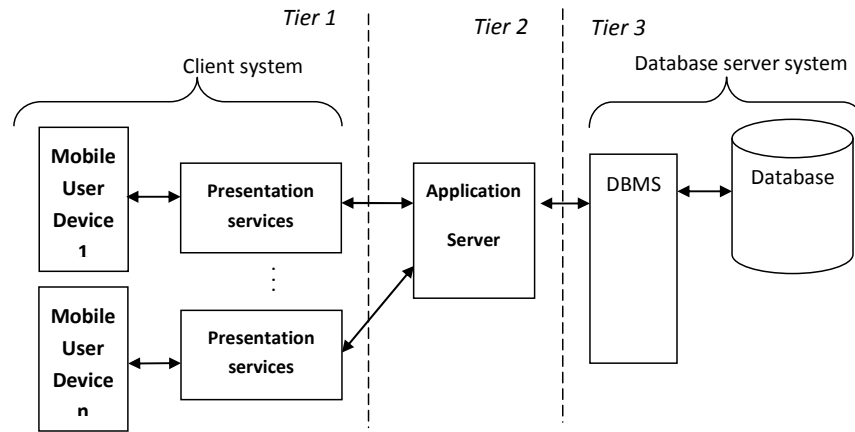 Tier 1
Tier 2
Tier 3
Client system
Database server system
Mobile
User
Device
1
Presentation
services
Application
Server
DBMS
Database
Mobile
User
Device
n
Presentation
services